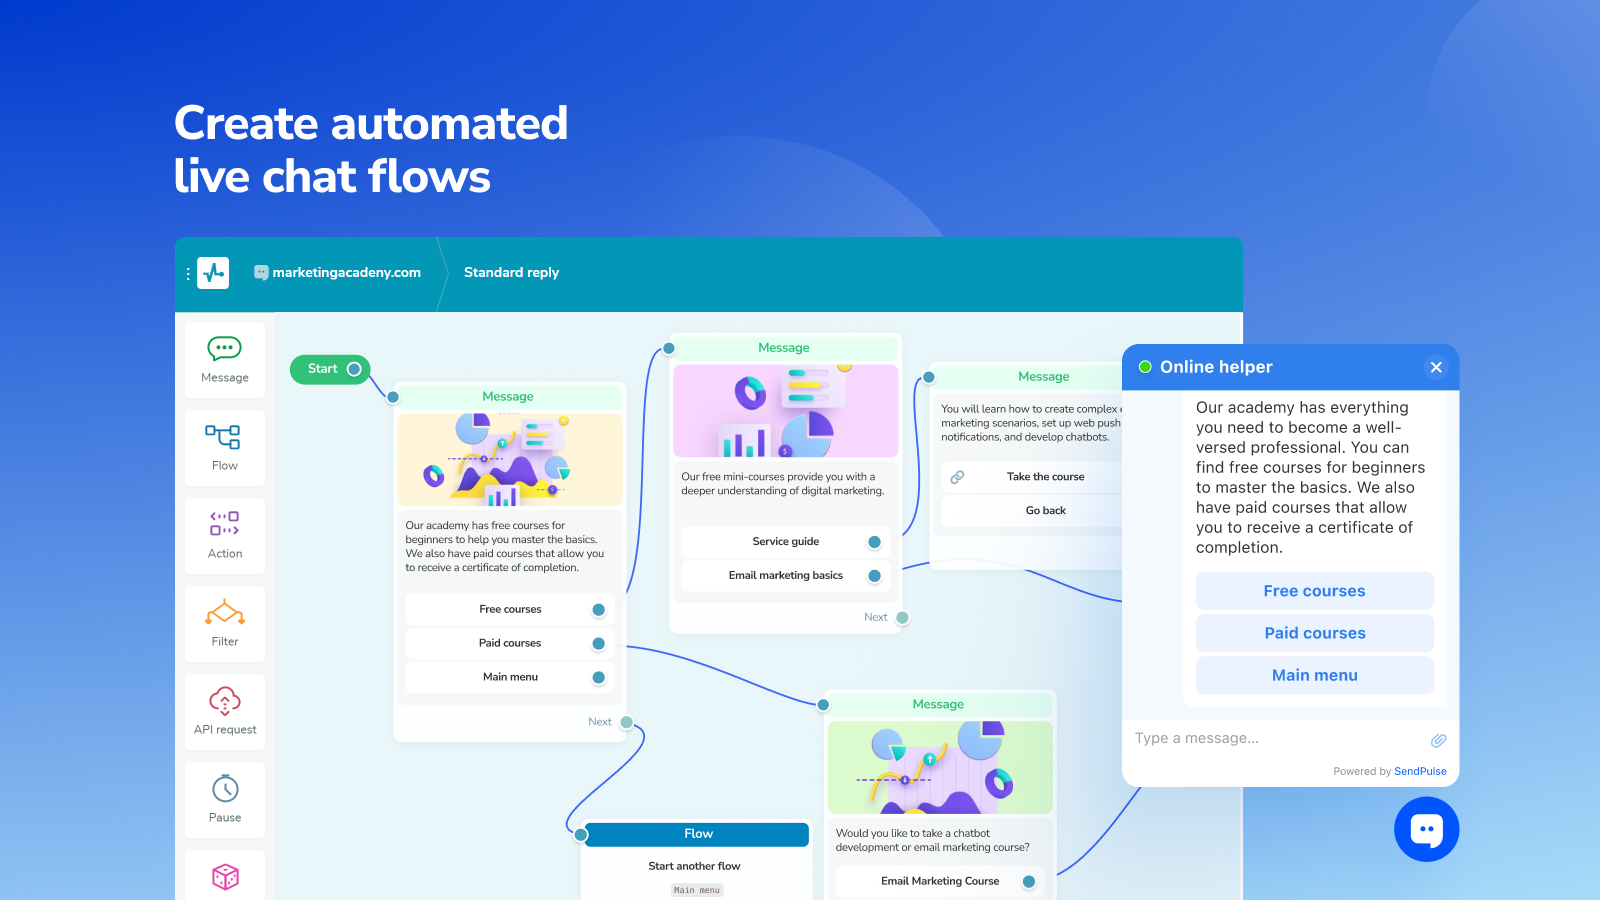 Create automated
live chat flows
marketingacadeny.com
Standard reply
Message
Flow
Action
Filter
API request
Pause
Start
Message
Our academy has free courses for
beginners to help you master the basics.
We also have paid courses that allow you
to receive a certificate of completion.
Free courses
Paid courses
Main menu
Next
Message
Our free mini-courses provide you with a
deeper understanding of digital marketing.
Service guide
Email marketing basics
Next
Message
You will learn how to create complex
marketing scenarios, set up web push
notifications, and develop chatbots.
Take the course
Go back
Flow
Start another flow
Main menu
Message
Would you like to take a chatbot
development or email marketing course?
Email Marketing Course
Online helper
Our academy has everything
you need to become a well-
versed professional. You can
find free courses for beginners
to master the basics. We also
have paid courses that allow
you to receive a certificate of
completion.
Free courses
Paid courses
Main menu
Type a message...
Powered by SendPulse